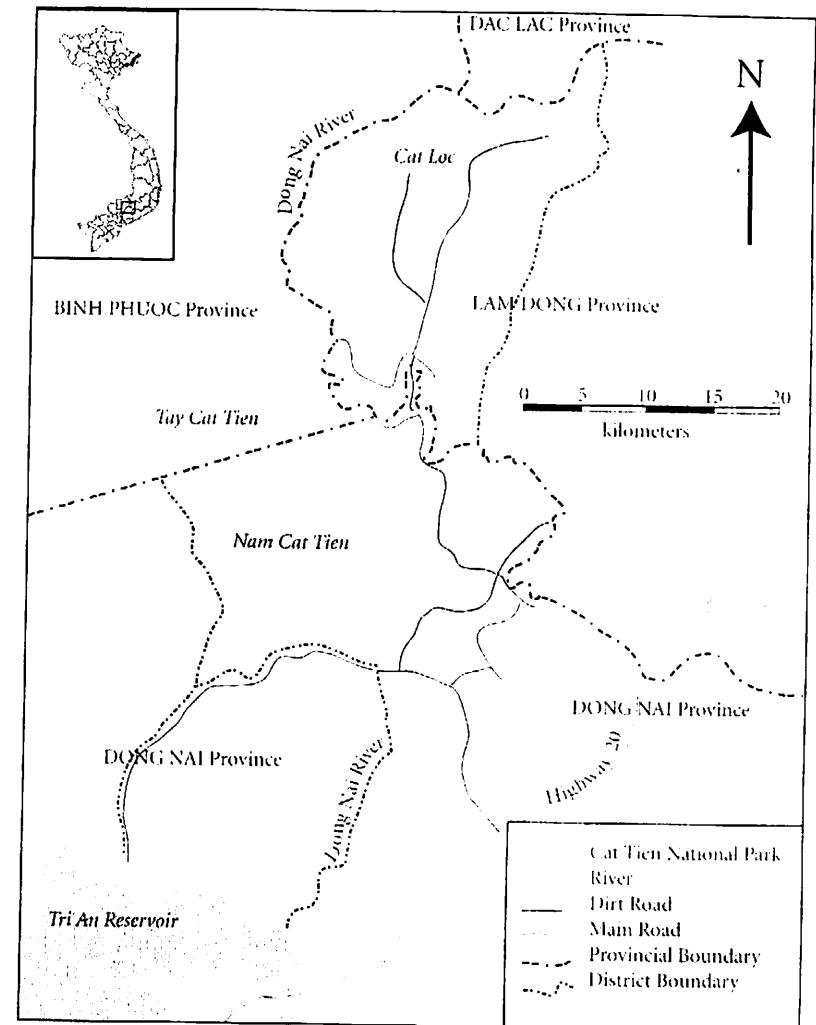 DAC LAC Province
N
Dong Nai River
Cat Loc
BINH PHUOC Province
LAM DONG Province
0 5 10 15 20
kilometers
Tay Cat Tien
Nam Cat Tien
DONG NAI Province
DONG NAI Province
Dong Nai River
Highway 20
Tri An Reservoir
Cat Tien National Park
River
Dirt Road
Main Road
Provincial Boundary
District Boundary